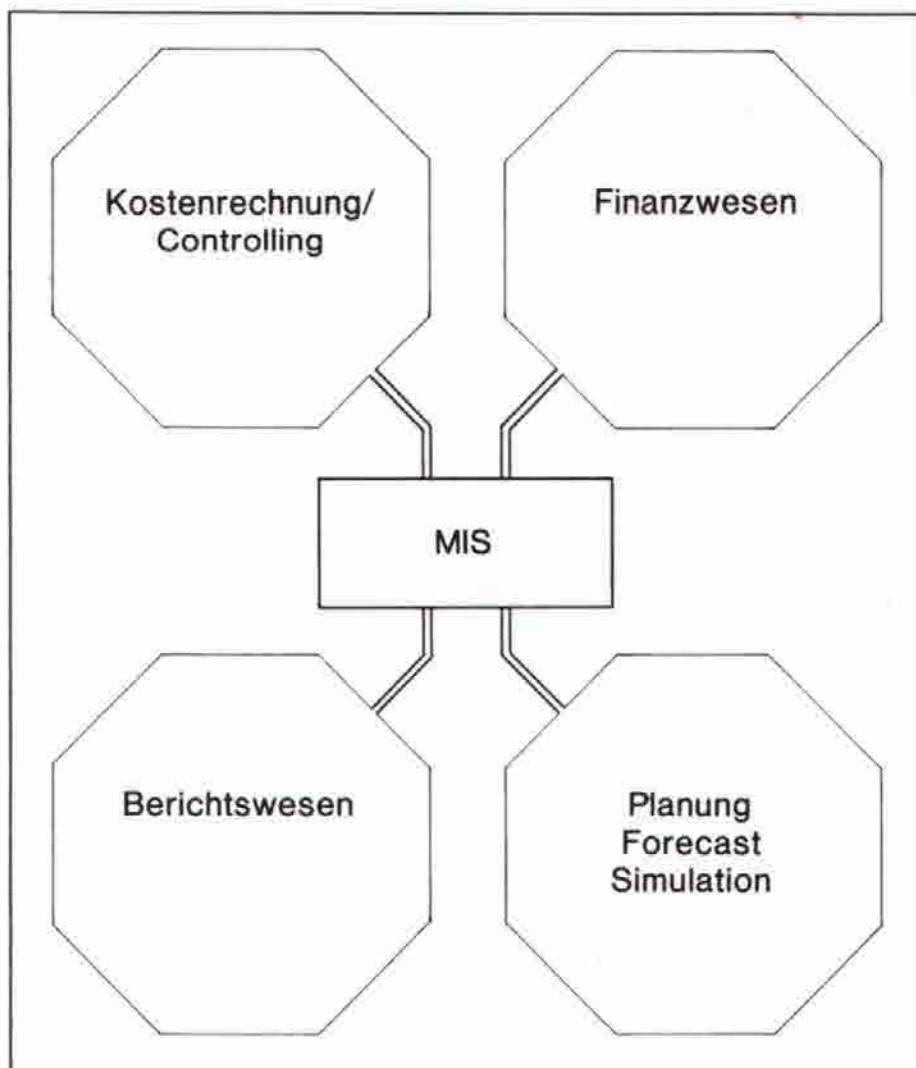 Kostenrechnung/
Controlling
Finanzwesen
MIS
Berichtswesen
Planung
Forecast
Simulation